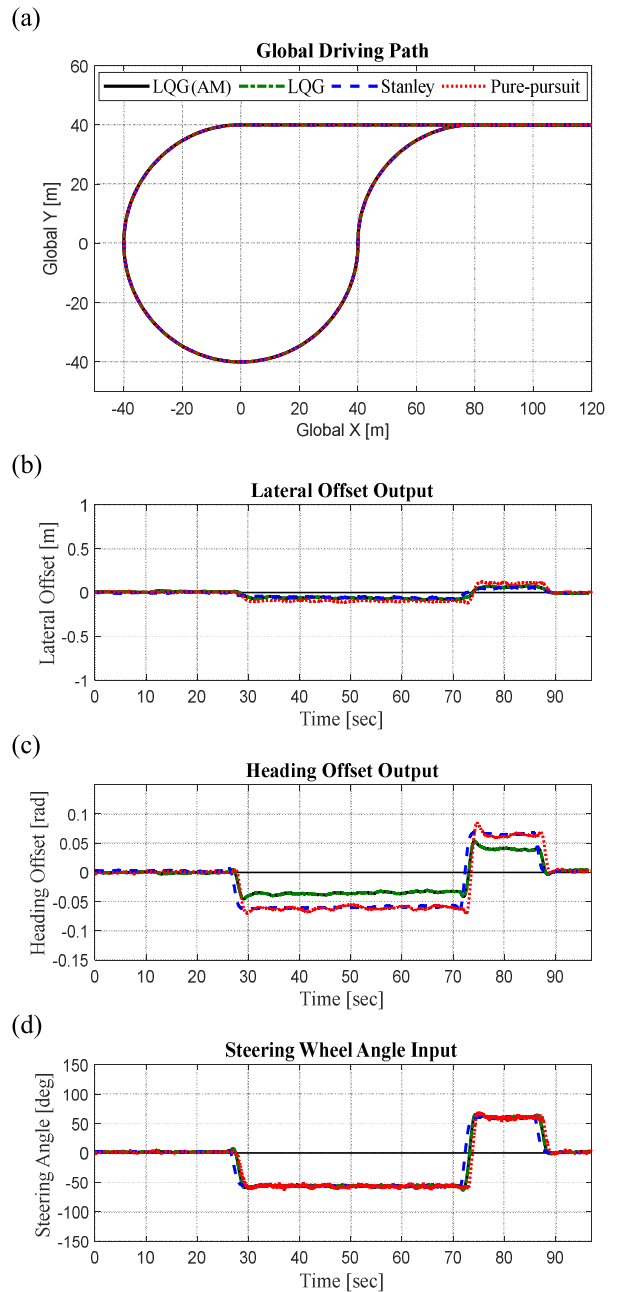 (a)
Global Driving Path
LQG(AM) LQG Stanley Pure-pursuit
Global Y [m]
60
40
20
0
-20
-40
-40 -20 0 20 40 60 80 100 120
Global X [m]
(b)
Lateral Offset Output
Lateral Offset [m]
1
0.5
0
-0.5
-1
0 10 20 30 40 50 60 70 80 90
Time [sec]
(c)
Heading Offset Output
Heading Offset [rad]
0.1
0.05
0
-0.05
-0.1
-0.15
0 10 20 30 40 50 60 70 80 90
Time [sec]
(d)
Steering Wheel Angle Input
Steering Angle [deg]
150
100
50
0
-50
-100
-150
0 10 20 30 40 50 60 70 80 90
Time [sec]